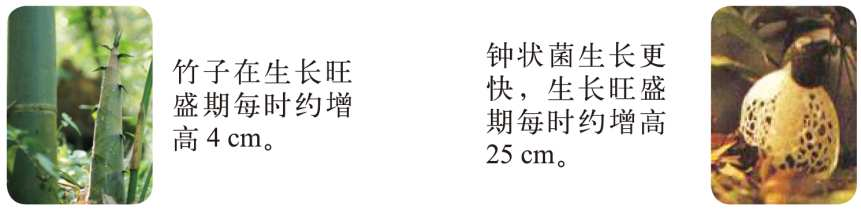 竹子在生长旺
盛期每时约增
高 4 cm。
钟状菌生长更
快，生长旺盛
期每时约增高
25 cm。